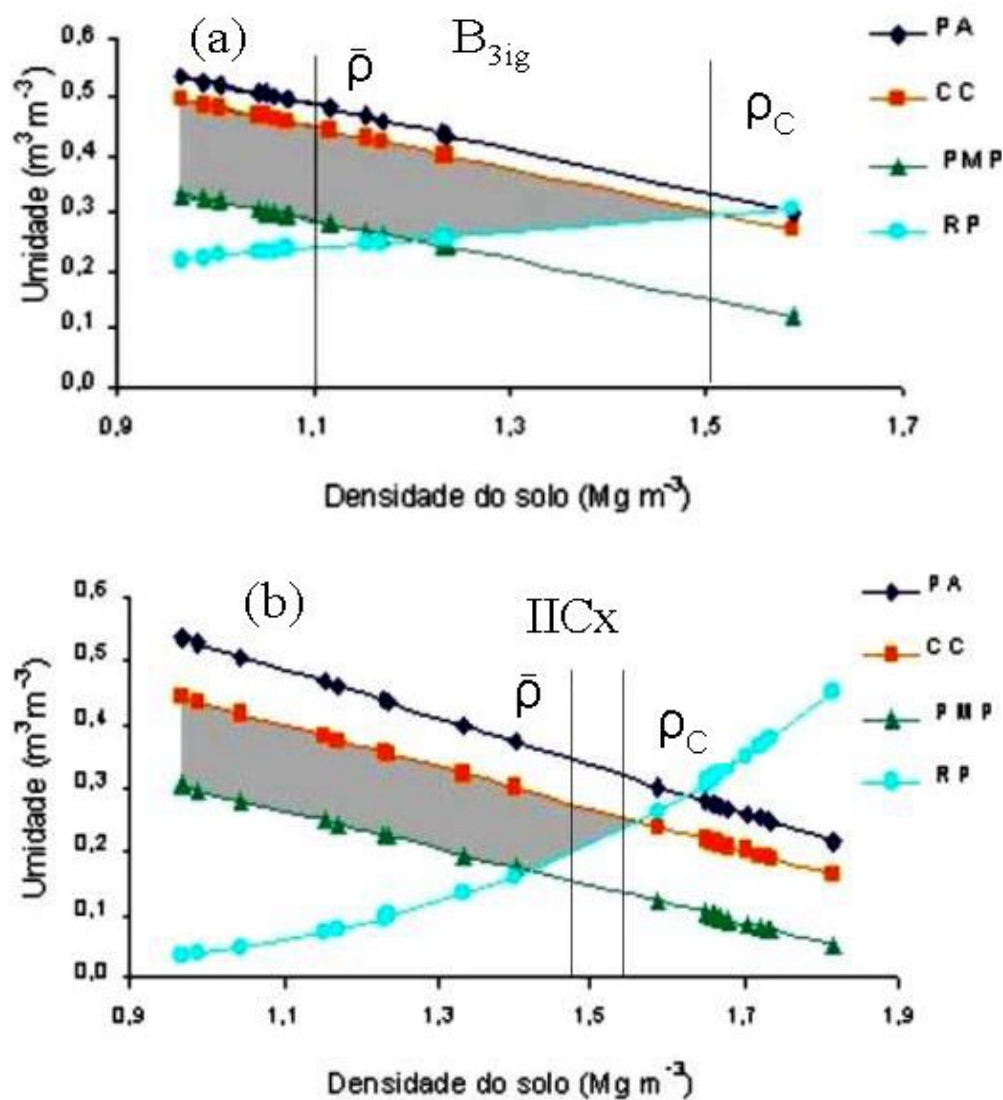 (a)
B3ig
ρ̄
ρC
PA
CC
PMP
RP
Umidade (m³ m⁻³)
0,6
0,5
0,4
0,3
0,2
0,1
0,0
0,9 1,1 1,3 1,5 1,7
Densidade do solo (Mg m⁻³)
(b)
IICx
ρ̄
ρC
PA
CC
PMP
RP
Umidade (m³ m⁻³)
0,6
0,5
0,4
0,3
0,2
0,1
0,0
0,9 1,1 1,3 1,5 1,7 1,9
Densidade do solo (Mg m⁻³)